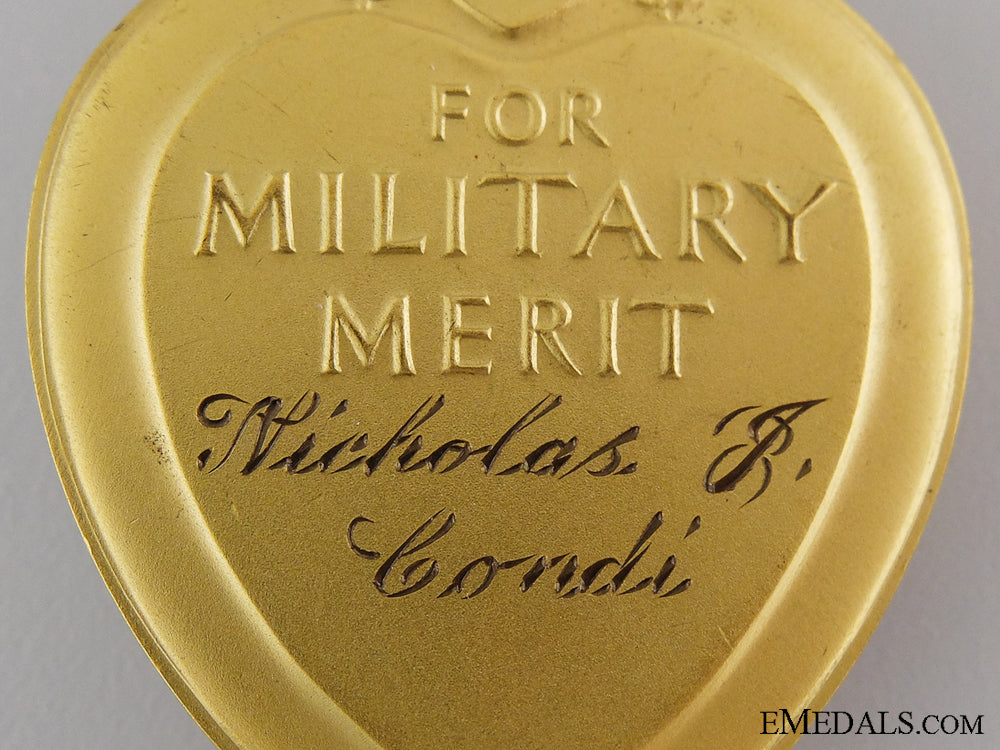 FOR
MILITARY
MERIT
Nicholas J.
Condi
EMEDALS.COM